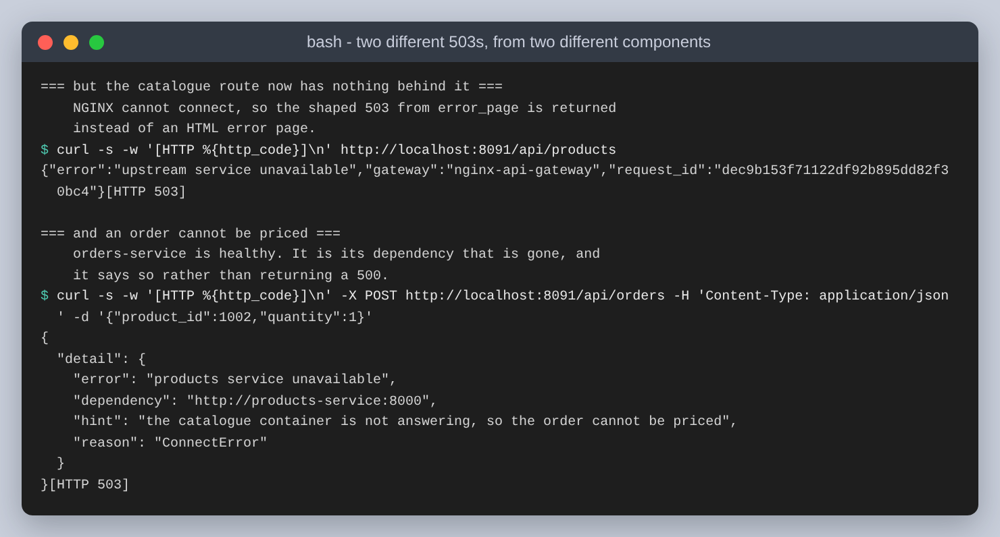 bash - two different 503s, from two different components
=== but the catalogue route now has nothing behind it ===
    NGINX cannot connect, so the shaped 503 from error_page is returned
    instead of an HTML error page.
$ curl -s -w '[HTTP %{http_code}]\n' http://localhost:8091/api/products
{"error":"upstream service unavailable","gateway":"nginx-api-gateway","request_id":"dec9b153f71122df92b895dd82f3
  0bc4"}[HTTP 503]

=== and an order cannot be priced ===
    orders-service is healthy. It is its dependency that is gone, and
    it says so rather than returning a 500.
$ curl -s -w '[HTTP %{http_code}]\n' -X POST http://localhost:8091/api/orders -H 'Content-Type: application/json
  ' -d '{"product_id":1002,"quantity":1}'
{
  "detail": {
    "error": "products service unavailable",
    "dependency": "http://products-service:8000",
    "hint": "the catalogue container is not answering, so the order cannot be priced",
    "reason": "ConnectError"
  }
}[HTTP 503]